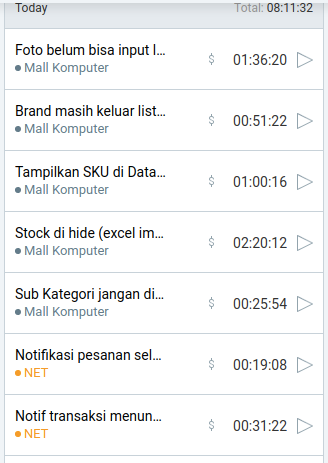 Today Total: 08:11:32
Foto belum bisa input l...
Mall Komputer
$ 01:36:20
Brand masih keluar list...
Mall Komputer
$ 00:51:22
Tampilkan SKU di Data...
Mall Komputer
$ 01:00:16
Stock di hide (excel im...
Mall Komputer
$ 02:20:12
Sub Kategori jangan di...
Mall Komputer
$ 00:25:54
Notifikasi pesanan sel...
NET
$ 00:19:08
Notif transaksi menun...
NET
$ 00:31:22